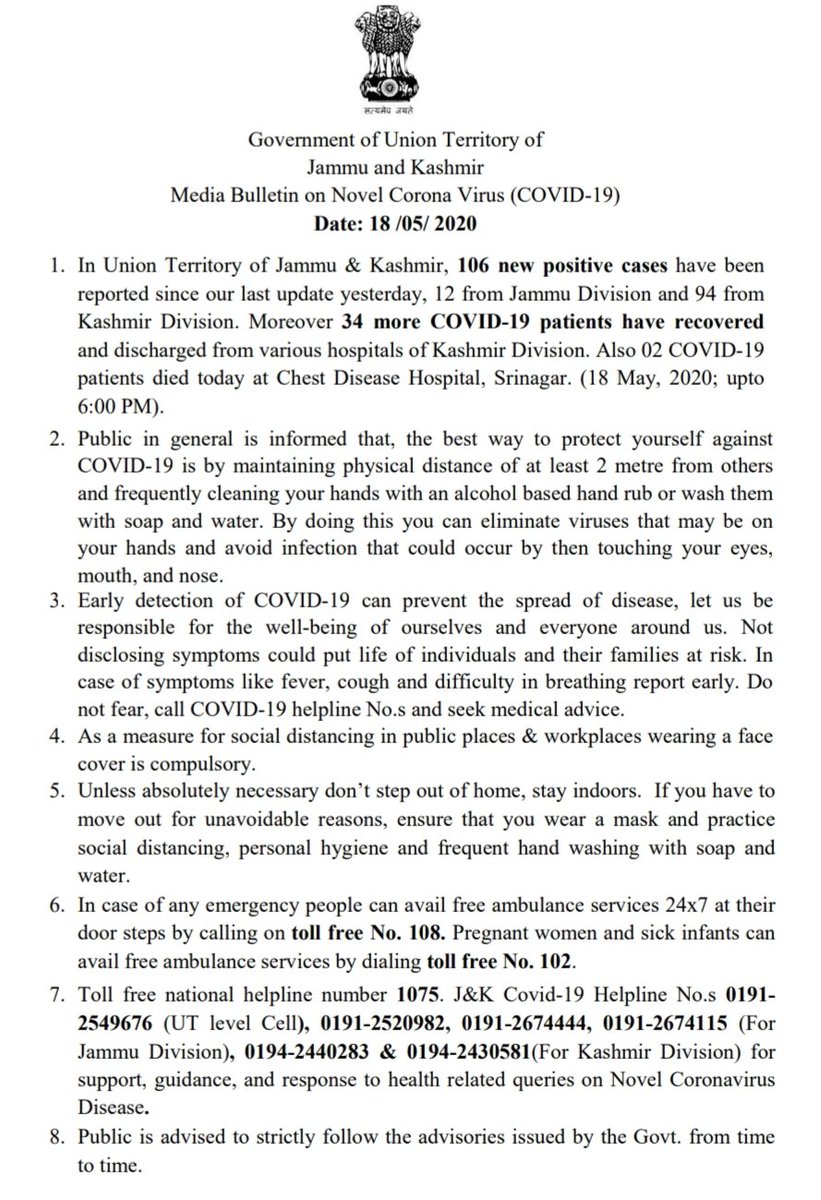 सत्यमेव जयते
Government of Union Territory of
Jammu and Kashmir
Media Bulletin on Novel Corona Virus (COVID-19)
Date: 18 /05/ 2020
1. In Union Territory of Jammu & Kashmir, 106 new positive cases have been
reported since our last update yesterday, 12 from Jammu Division and 94 from
Kashmir Division. Moreover 34 more COVID-19 patients have recovered
and discharged from various hospitals of Kashmir Division. Also 02 COVID-19
patients died today at Chest Disease Hospital, Srinagar. (18 May, 2020; upto
6:00 PM).
2. Public in general is informed that, the best way to protect yourself against
COVID-19 is by maintaining physical distance of at least 2 metre from others
and frequently cleaning your hands with an alcohol based hand rub or wash them
with soap and water. By doing this you can eliminate viruses that may be on
your hands and avoid infection that could occur by then touching your eyes,
mouth, and nose.
3. Early detection of COVID-19 can prevent the spread of disease, let us be
responsible for the well-being of ourselves and everyone around us. Not
disclosing symptoms could put life of individuals and their families at risk. In
case of symptoms like fever, cough and difficulty in breathing report early. Do
not fear, call COVID-19 helpline No.s and seek medical advice.
4. As a measure for social distancing in public places & workplaces wearing a face
cover is compulsory.
5. Unless absolutely necessary don’t step out of home, stay indoors. If you have to
move out for unavoidable reasons, ensure that you wear a mask and practice
social distancing, personal hygiene and frequent hand washing with soap and
water.
6. In case of any emergency people can avail free ambulance services 24x7 at their
door steps by calling on toll free No. 108. Pregnant women and sick infants can
avail free ambulance services by dialing toll free No. 102.
7. Toll free national helpline number 1075. J&K Covid-19 Helpline No.s 0191-
2549676 (UT level Cell), 0191-2520982, 0191-2674444, 0191-2674115 (For
Jammu Division), 0194-2440283 & 0194-2430581(For Kashmir Division) for
support, guidance, and response to health related queries on Novel Coronavirus
Disease.
8. Public is advised to strictly follow the advisories issued by the Govt. from time
to time.